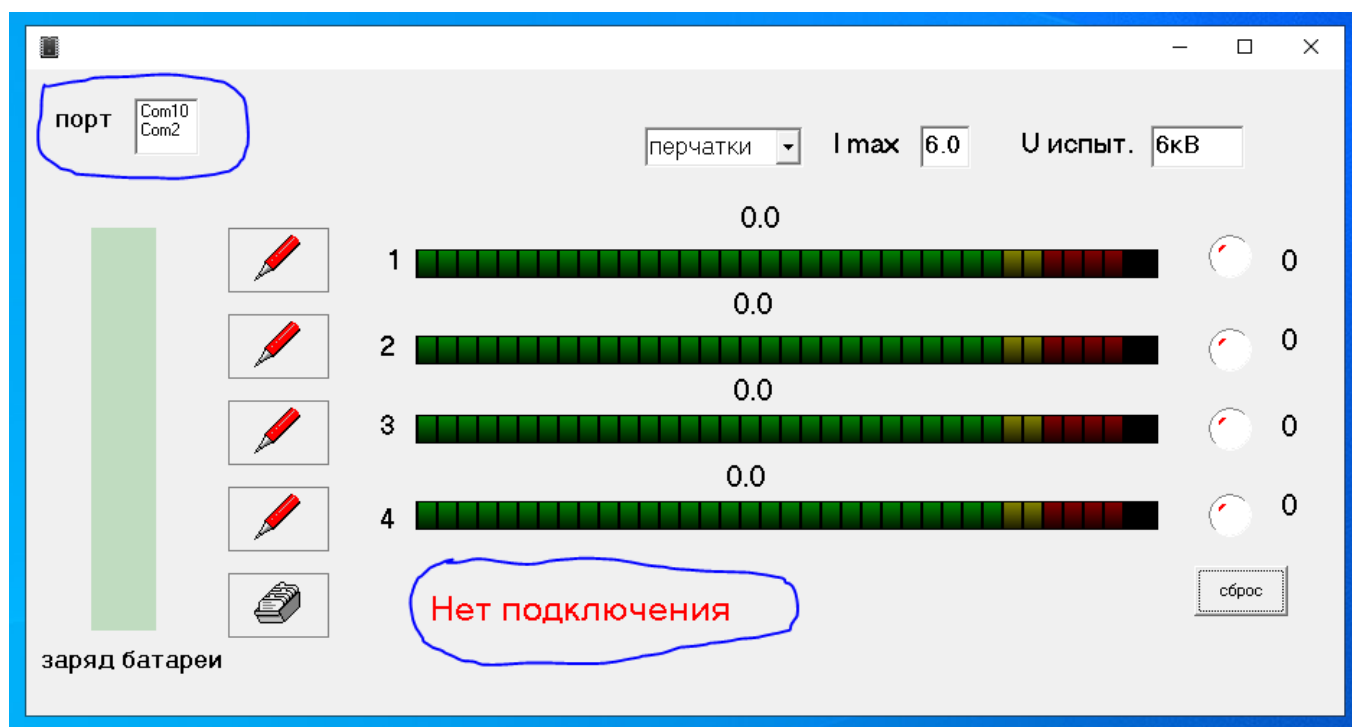 порт
Com10
Com2
перчатки
I max
6.0
U испыт.
6кВ
0.0
1
0
0.0
2
0
0.0
3
0
0.0
4
0
Нет подключения
сброс
заряд батареи